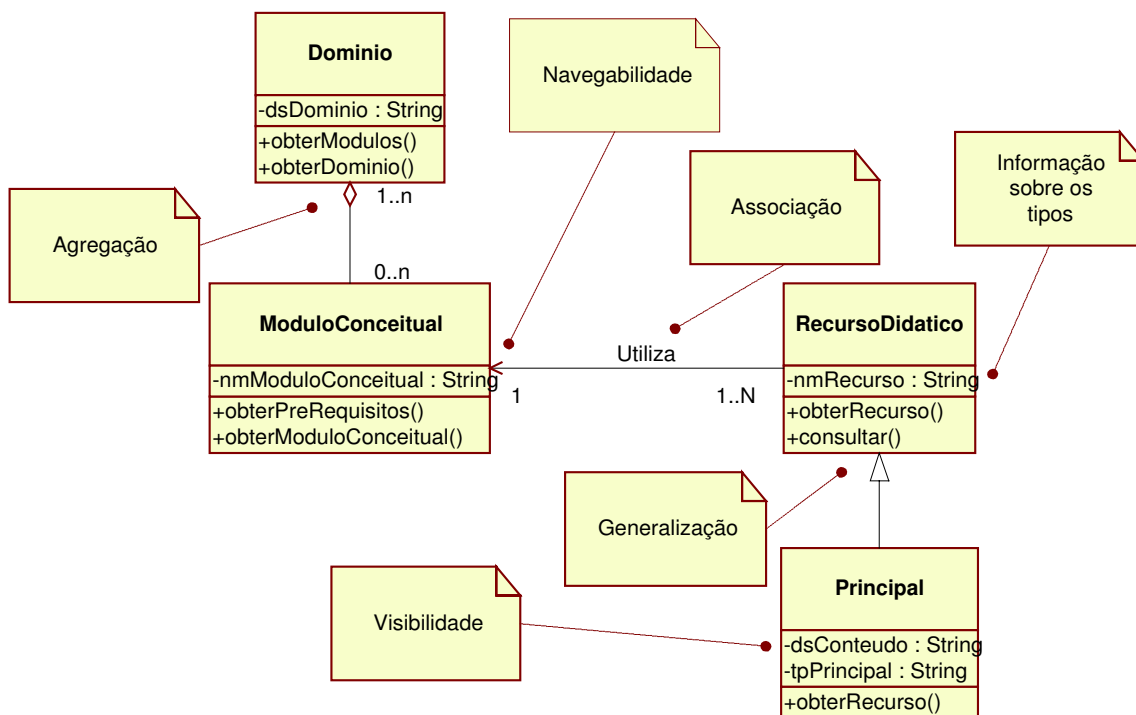 Dominio
-dsDominio : String
+obterModulos()
+obterDominio()
Navegabilidade
Informação
sobre os
tipos
Associação
Agregação
1..n
0..n
ModuloConceitual
-nmModuloConceitual : String
+obterPreRequisitos()
+obterModuloConceitual()
Utiliza
1
1..N
RecursoDidatico
-nmRecurso : String
+obterRecurso()
+consultar()
Generalização
Visibilidade
Principal
-dsConteudo : String
-tpPrincipal : String
+obterRecurso()